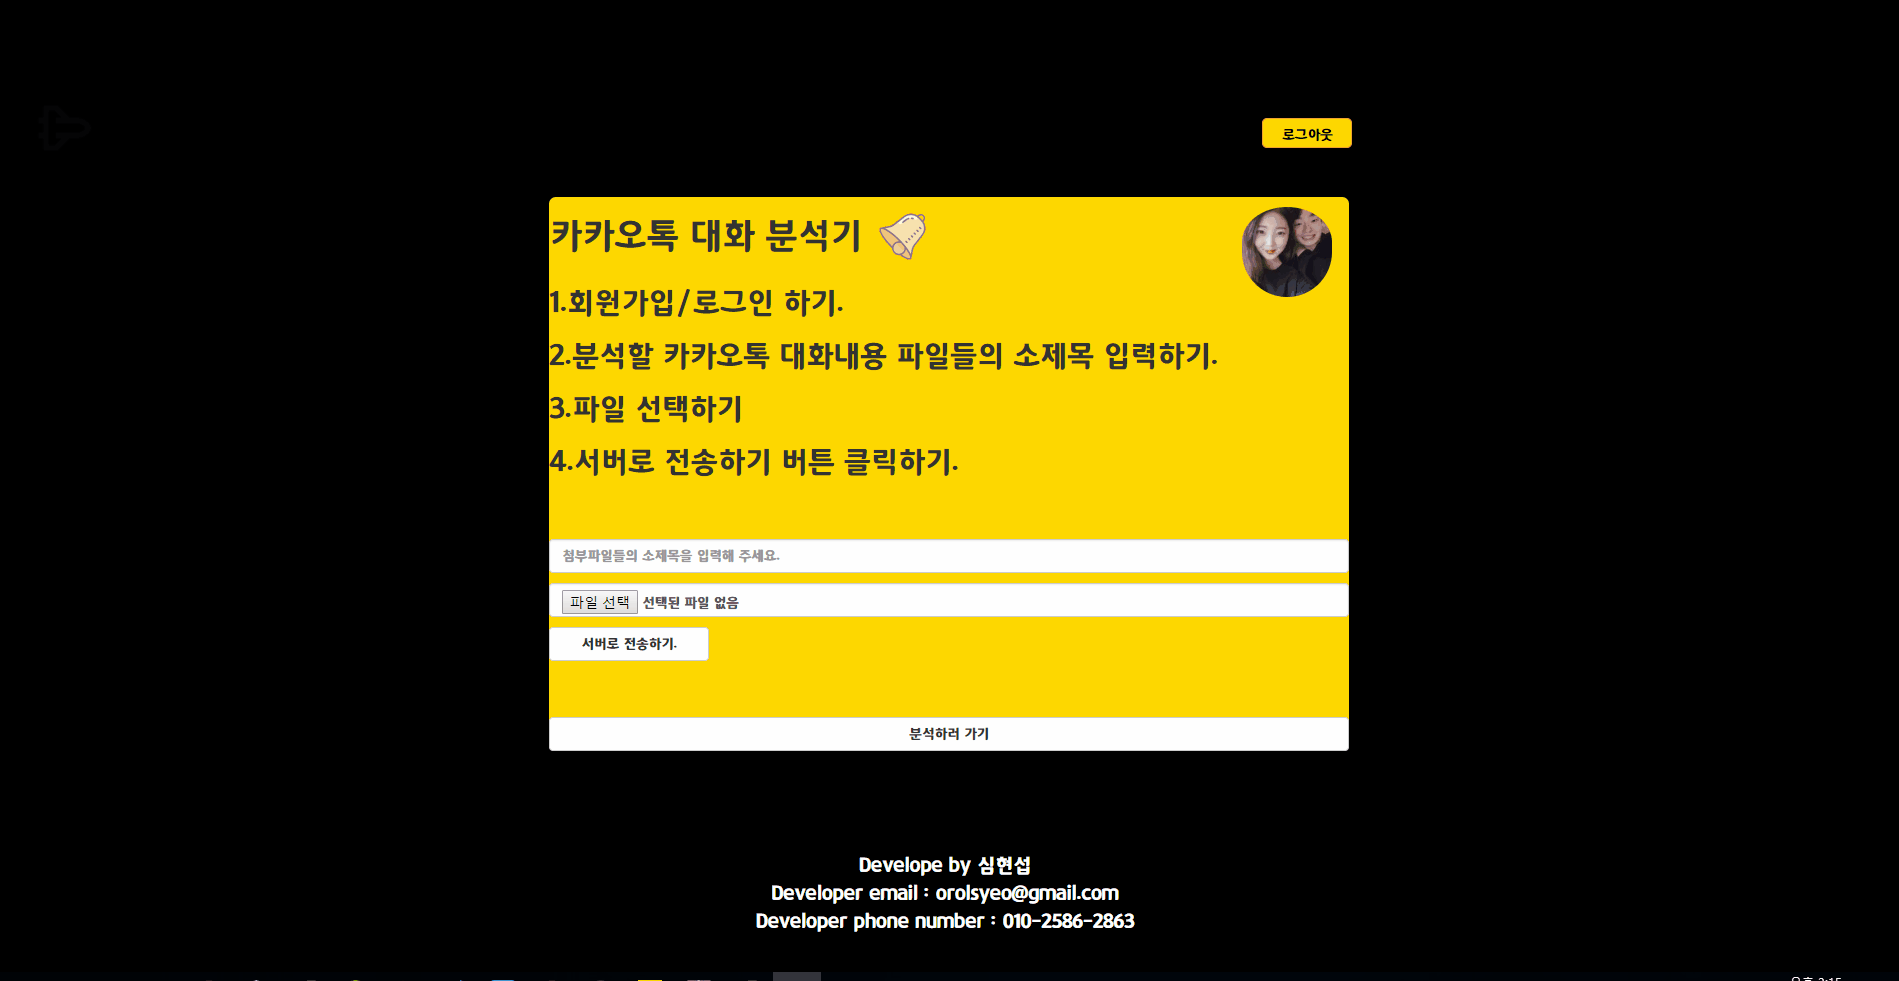 로그아웃
카카오톡 대화 분석기
1.회원가입/로그인 하기.
2.분석할 카카오톡 대화내용 파일들의 소제목 입력하기.
3.파일 선택하기
4.서버로 전송하기 버튼 클릭하기.
첨부파일들의 소제목을 입력해 주세요.
파일 선택 선택된 파일 없음
서버로 전송하기.
분석하러 가기
Develope by 심현섭
Developer email : orolsyeo@gmail.com
Developer phone number : 010-2586-2863